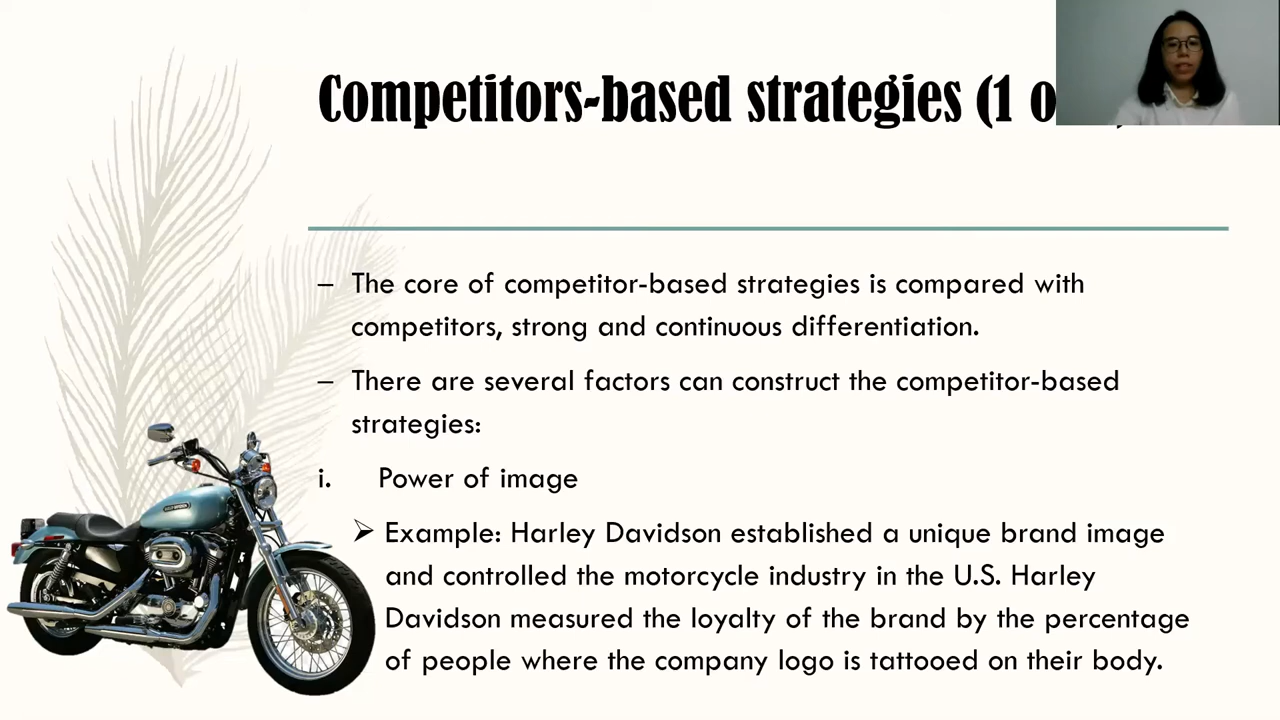 Competitors-based strategies (1 o
– The core of competitor-based strategies is compared with
competitors, strong and continuous differentiation.
– There are several factors can construct the competitor-based
strategies:
i. Power of image
➢ Example: Harley Davidson established a unique brand image
and controlled the motorcycle industry in the U.S. Harley
Davidson measured the loyalty of the brand by the percentage
of people where the company logo is tattooed on their body.